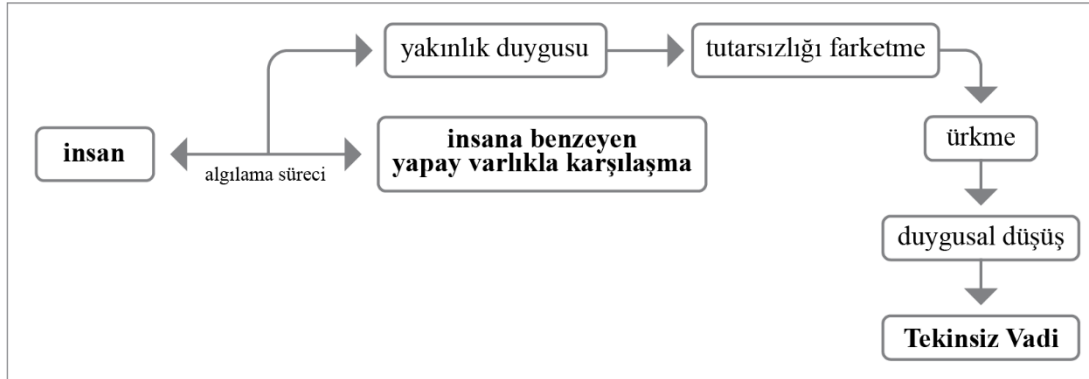 yakınlık duygusu
tutarsızlığı farketme
insan
algılama süreci
insana benzeyen
yapay varlıkla karşılaşma
ürkme
duygusal düşüş
Tekinsiz Vadi